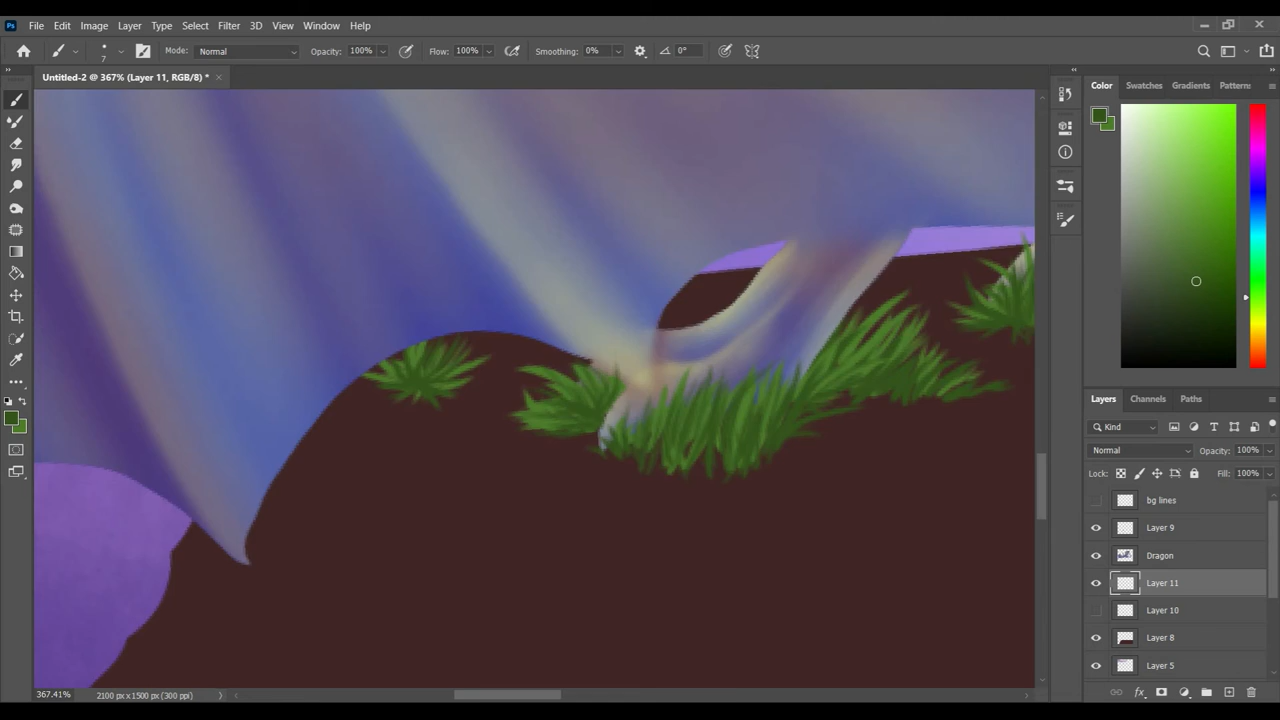 Ps File Edit Image Layer Type Select Filter 3D View Window Help
7 Mode: Normal Opacity: 100% Flow: 100% Smoothing: 0% 0°
Untitled-2 @ 367% (Layer 11, RGB/8) * ×
Color Swatches Gradients Patterns
Layers Channels Paths
Kind
Normal Opacity: 100%
Lock: Fill: 100%
bg lines
Layer 9
Dragon
Layer 11
Layer 10
Layer 8
Layer 5
367.41% 2100 px x 1500 px (300 ppi)
fx